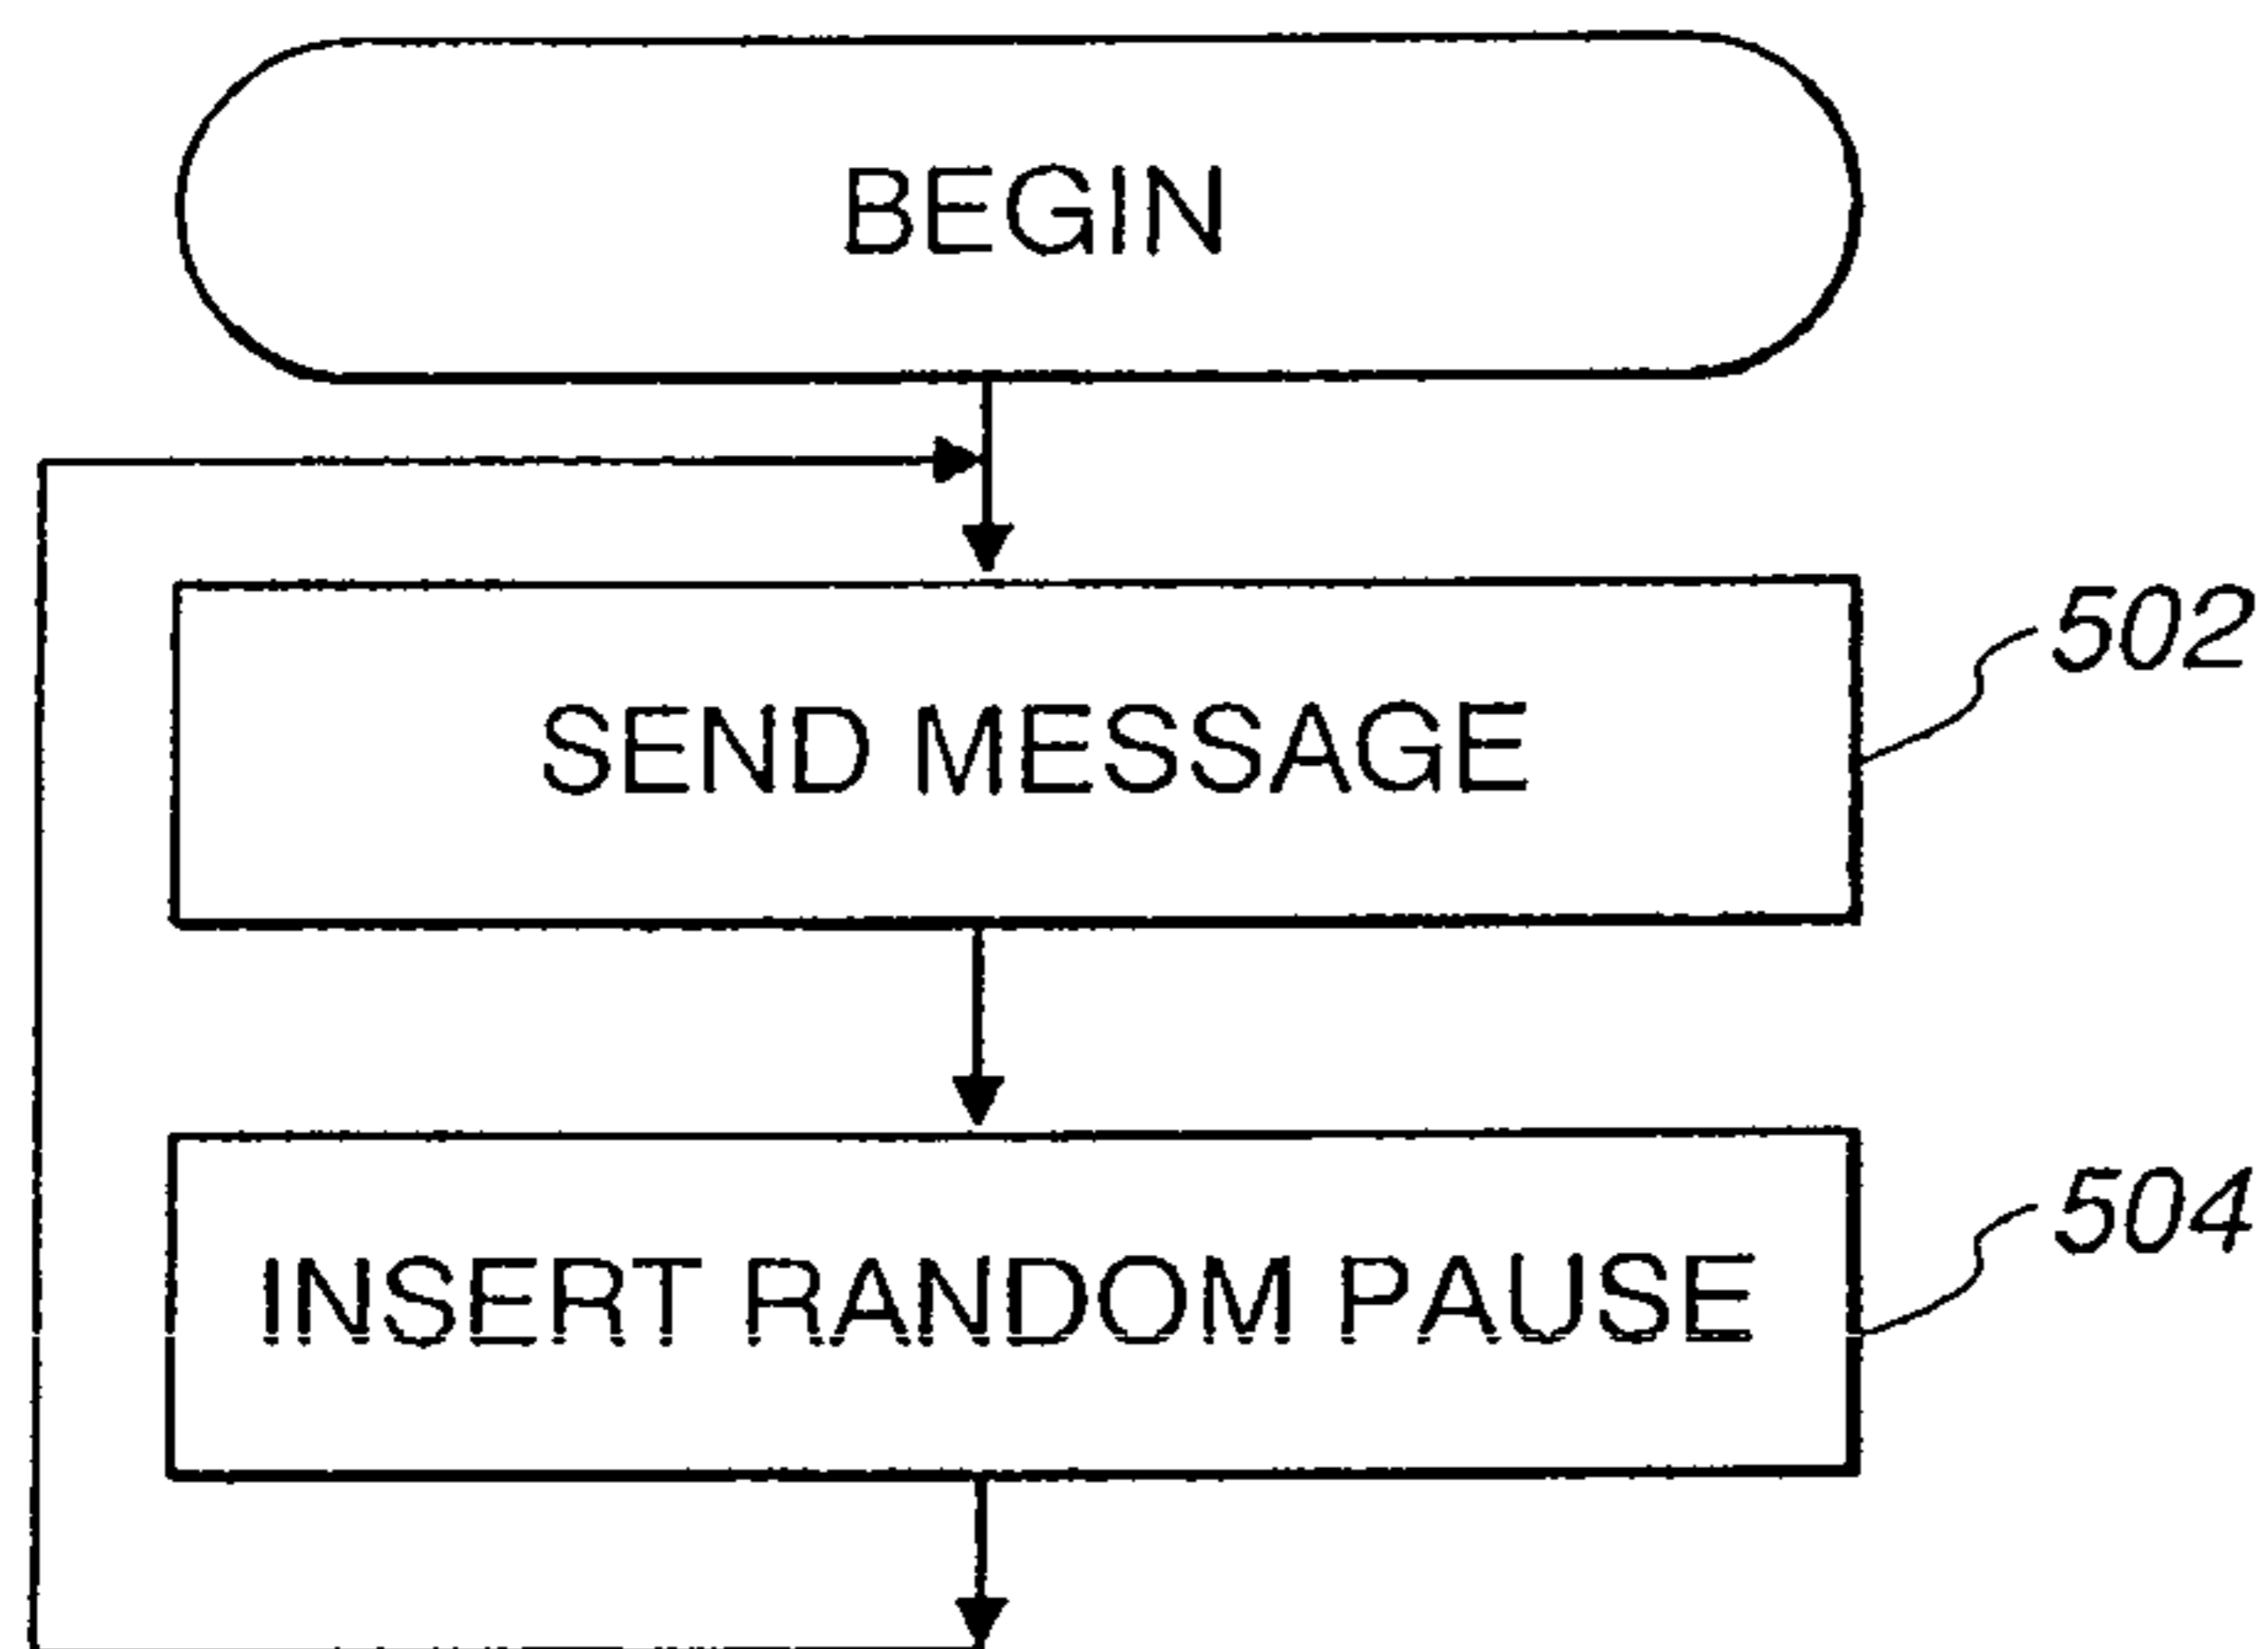 BEGIN
SEND MESSAGE
502
INSERT RANDOM PAUSE
504